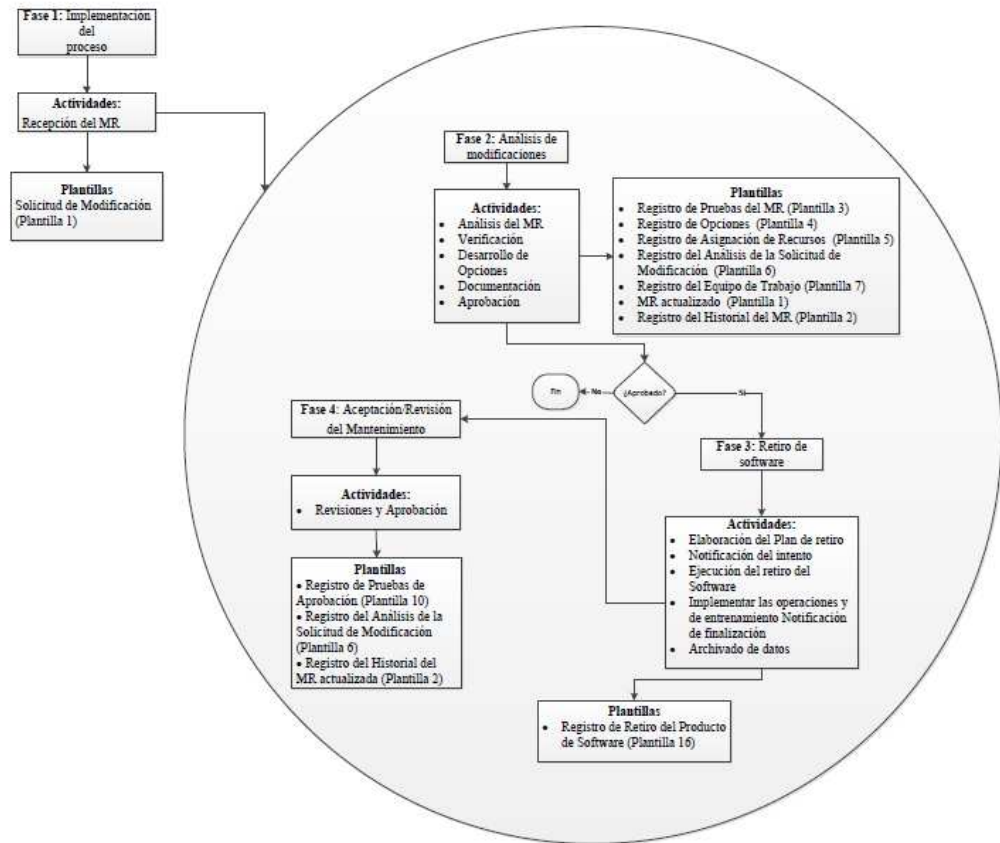 Fase 1: Implementación
del
proceso
Actividades:
Recepción del MR
Plantillas
Solicitud de Modificación
(Plantilla 1)
Fase 2: Análisis de
modificaciones
Actividades:
• Análisis del MR
• Verificación
• Desarrollo de
Opciones
• Documentación
• Aprobación
Plantillas
• Registro de Pruebas del MR (Plantilla 3)
• Registro de Opciones (Plantilla 4)
• Registro de Asignación de Recursos (Plantilla 5)
• Registro del Análisis de la Solicitud de
Modificación (Plantilla 6)
• Registro del Equipo de Trabajo (Plantilla 7)
• MR actualizado (Plantilla 1)
• Registro del Historial del MR (Plantilla 2)
¿Aprobado?
No
Fin
Si
Fase 3: Retiro de
software
Actividades:
• Elaboración del Plan de retiro
• Notificación del intento
• Ejecución del retiro del
Software
• Implementar las operaciones y
de entrenamiento Notificación
de finalización
• Archivado de datos
Plantillas
• Registro de Retiro del Producto
de Software (Plantilla 16)
Fase 4: Aceptación/Revisión
del Mantenimiento
Actividades:
• Revisiones y Aprobación
Plantillas
• Registro de Pruebas de
Aprobación (Plantilla 10)
• Registro del Análisis de la
Solicitud de Modificación
(Plantilla 6)
• Registro del Historial del
MR actualizada (Plantilla 2)